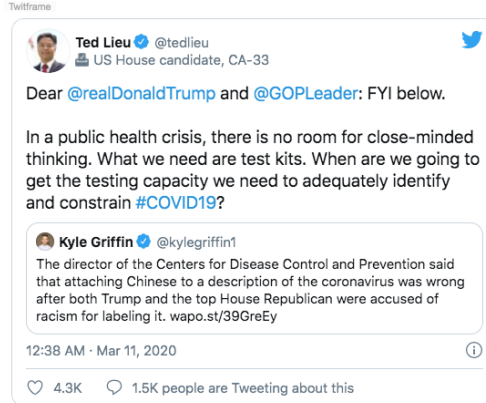 Twitframe
Ted Lieu @tedlieu
US House candidate, CA-33
Dear @realDonaldTrump and @GOPLeader: FYI below.
In a public health crisis, there is no room for close-minded
thinking. What we need are test kits. When are we going to
get the testing capacity we need to adequately identify
and constrain #COVID19?
Kyle Griffin @kylegriffin1
The director of the Centers for Disease Control and Prevention said
that attaching Chinese to a description of the coronavirus was wrong
after both Trump and the top House Republican were accused of
racism for labeling it. wapo.st/39GreEy
12:38 AM · Mar 11, 2020
4.3K 1.5K people are Tweeting about this